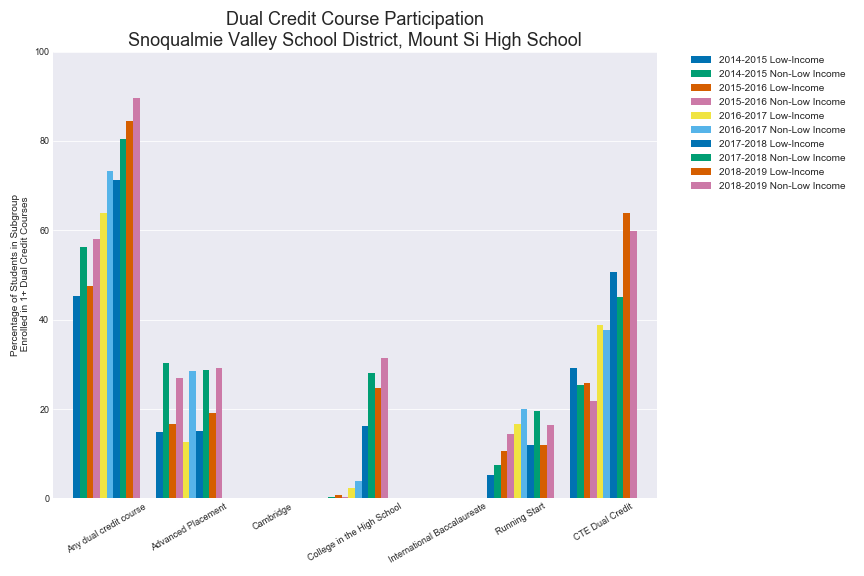 Dual Credit Course Participation
Snoqualmie Valley School District, Mount Si High School
Percentage of Students in Subgroup
Enrolled in 1+ Dual Credit Courses
100
80
60
40
20
0
Any dual credit course
Advanced Placement
Cambridge
College in the High School
International Baccalaureate
Running Start
CTE Dual Credit
2014-2015 Low-Income
2014-2015 Non-Low Income
2015-2016 Low-Income
2015-2016 Non-Low Income
2016-2017 Low-Income
2016-2017 Non-Low Income
2017-2018 Low-Income
2017-2018 Non-Low Income
2018-2019 Low-Income
2018-2019 Non-Low Income